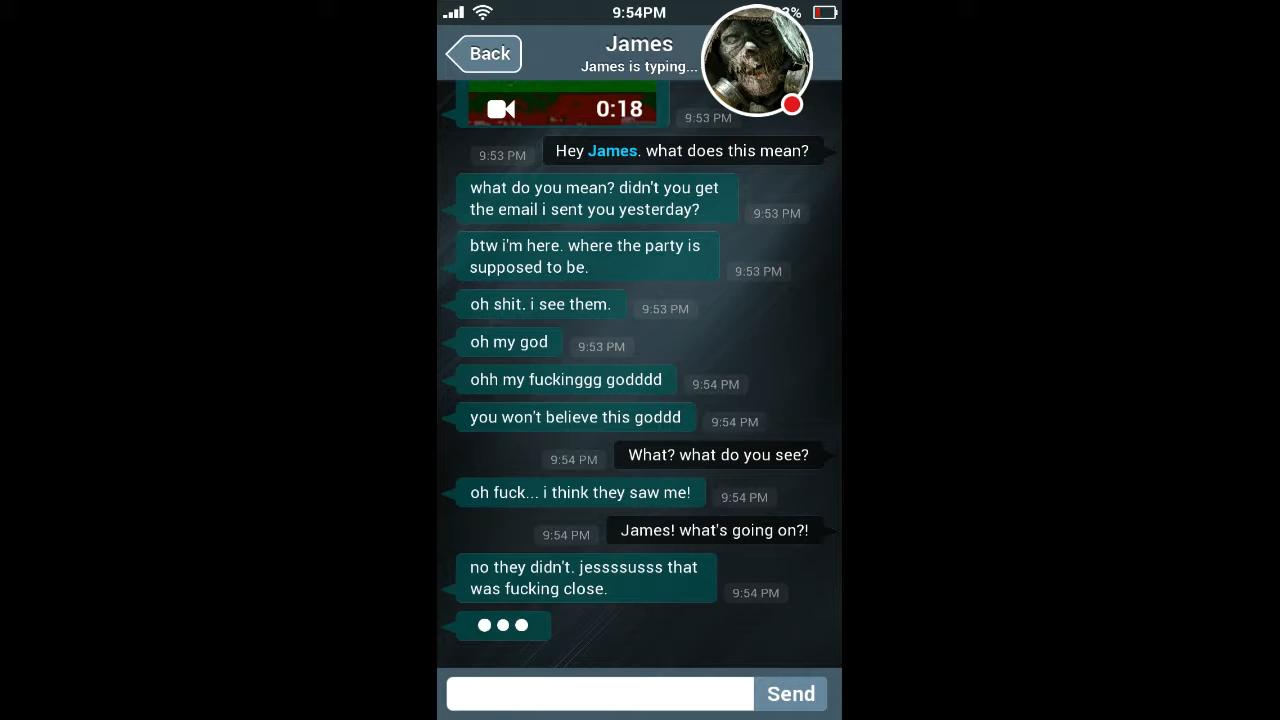 9:54PM
Back
James
James is typing...
0:18
9:53 PM
Hey James. what does this mean?
9:53 PM
what do you mean? didn't you get
the email i sent you yesterday?
9:53 PM
btw i'm here. where the party is
supposed to be.
9:53 PM
oh shit. i see them.
9:53 PM
oh my god
9:53 PM
ohh my fuckinggg godddd
9:54 PM
you won't believe this goddd
9:54 PM
What? what do you see?
9:54 PM
oh fuck... i think they saw me!
9:54 PM
James! what's going on?!
9:54 PM
no they didn't. jessssusss that
was fucking close.
9:54 PM
Send